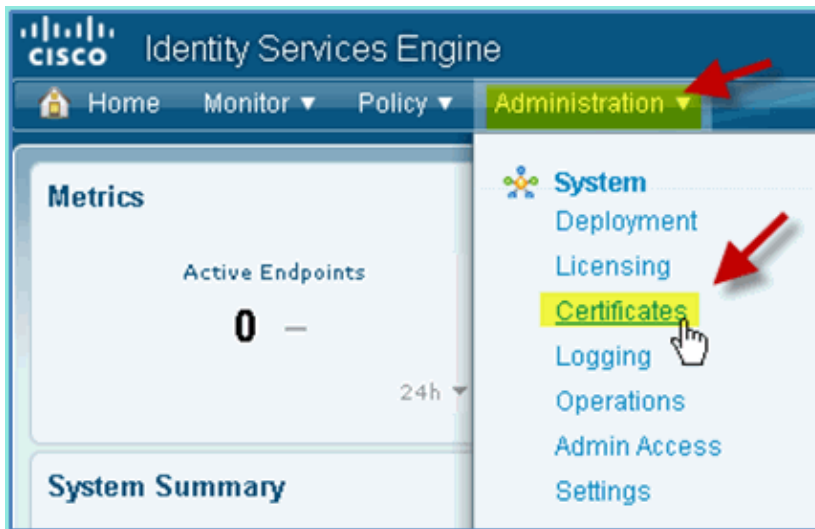 CISCO Identity Services Engine
Home Monitor ▼ Policy ▼ Administration ▼
Metrics
Active Endpoints
0 –
24h ▼
System Summary
System
Deployment
Licensing
Certificates
Logging
Operations
Admin Access
Settings